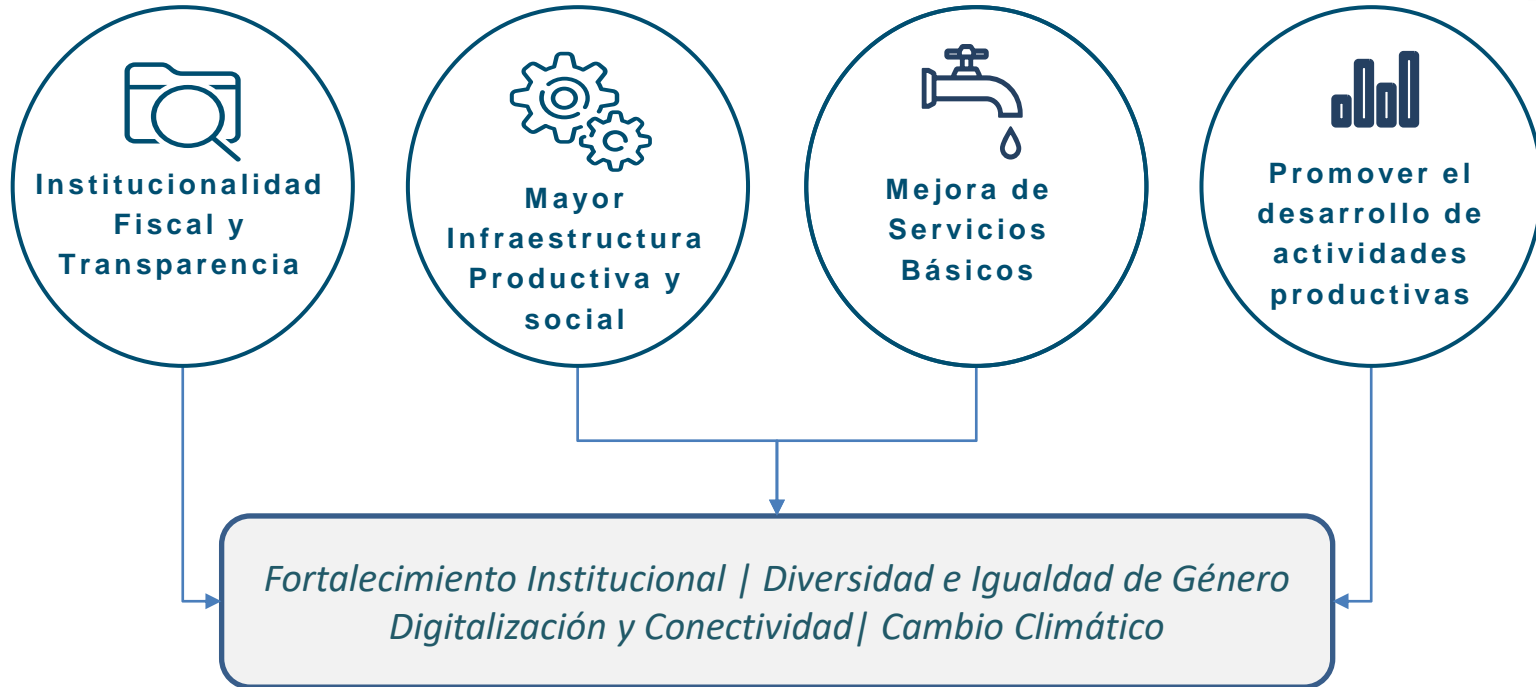 Institucionalidad
Fiscal y
Transparencia
Mayor
Infraestructura
Productiva y
social
Mejora de
Servicios
Básicos
Promover el
desarrollo de
actividades
productivas
Fortalecimiento Institucional | Diversidad e Igualdad de Género
Digitalización y Conectividad| Cambio Climático